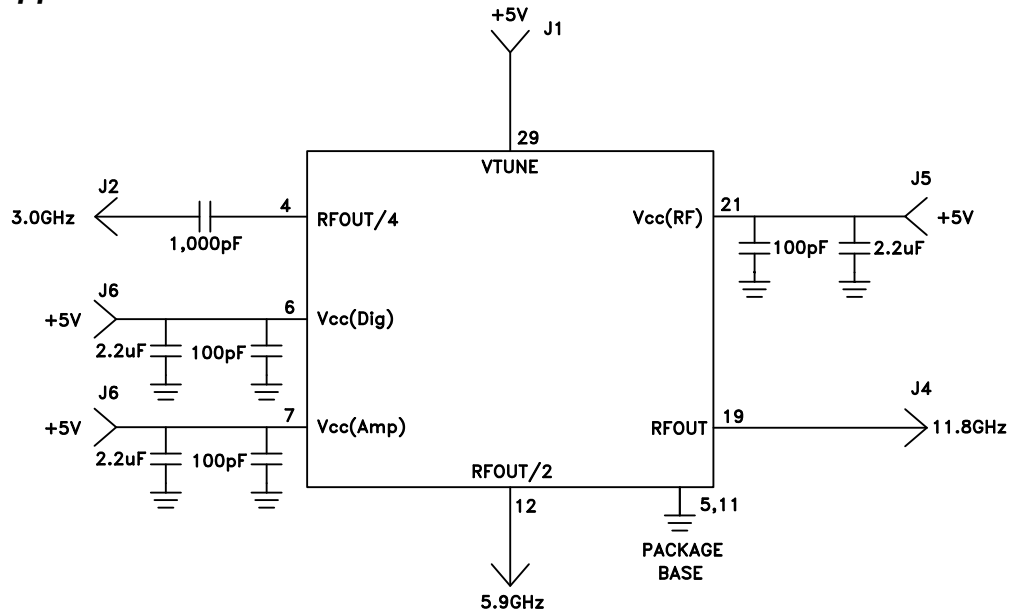 +5V
J1
29
VTUNE
J2
3.0GHz
1,000pF
4
RFOUT/4
J6
+5V
6
Vcc(Dig)
2.2uF
100pF
J6
+5V
7
Vcc(Amp)
2.2uF
100pF
RFOUT/2
12
5.9GHz
Vcc(RF)
21
J5
+5V
100pF
2.2uF
RFOUT
19
J4
11.8GHz
5,11
PACKAGE
BASE